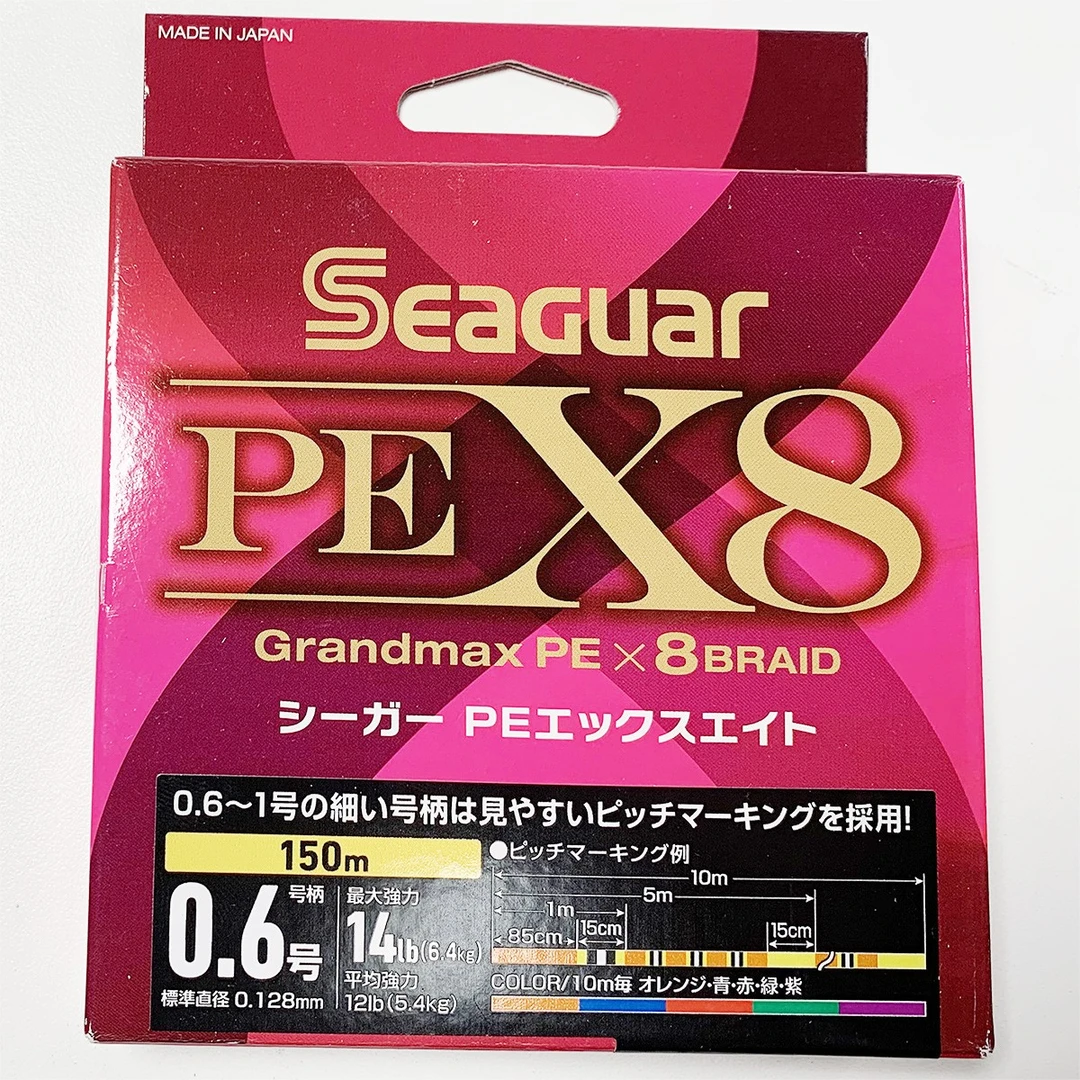 MADE IN JAPAN
SEAGUAR
PEX8
Grandmax PE×8BRAID
シーガー PEエックスエイト
0.6〜1号の細い号柄は見やすいピッチマーキングを採用!
150m
●ピッチマーキング例
10m
5m
1m
85cm 15cm 15cm
0.6号 号柄
最大強力
14lb(6.4kg)
平均強力
標準直径 0.128mm 12lb(5.4kg)
COLOR/10m毎 オレンジ・青・赤・緑・紫